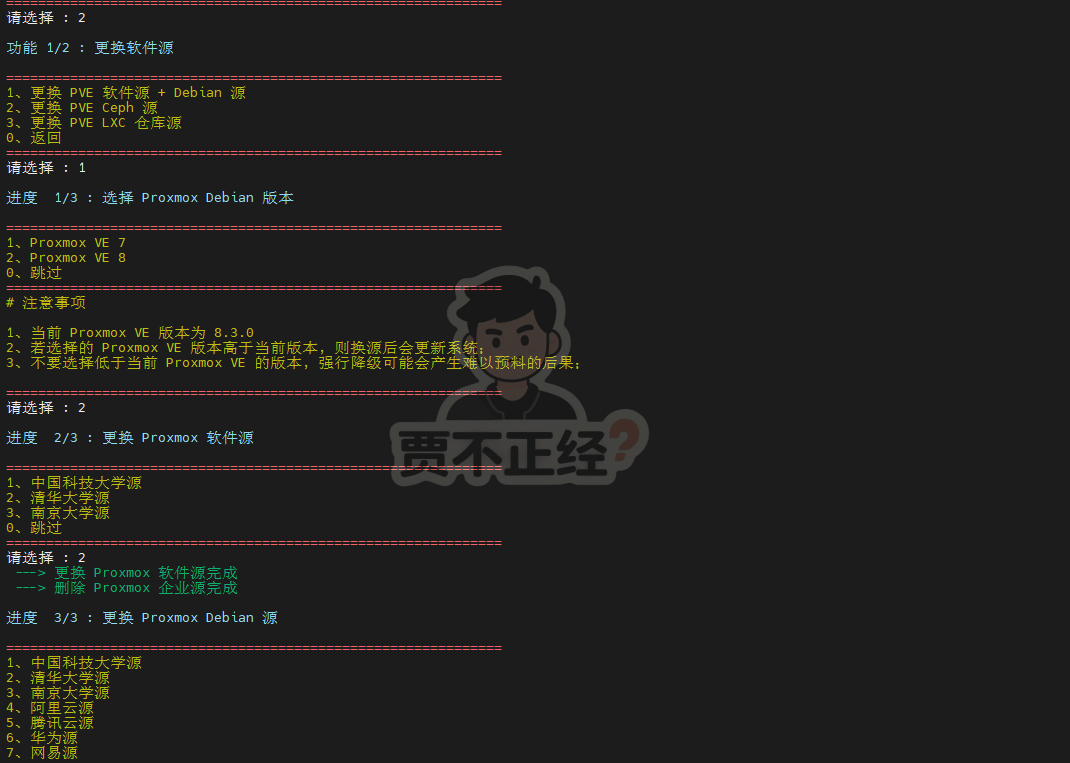 ============================================================
请选择 : 2
功能 1/2 : 更换软件源
============================================================
1、更换 PVE 软件源 + Debian 源
2、更换 PVE Ceph 源
3、更换 PVE LXC 仓库源
0、返回
============================================================
请选择 : 1
进度  1/3 : 选择 Proxmox Debian 版本
============================================================
1、Proxmox VE 7
2、Proxmox VE 8
0、跳过
============================================================
# 注意事项
1、当前 Proxmox VE 版本为 8.3.0
2、若选择的 Proxmox VE 版本高于当前版本，则换源后会更新系统；
3、不要选择低于当前 Proxmox VE 的版本，强行降级可能会产生难以预料的后果；
============================================================
请选择 : 2
进度  2/3 : 更换 Proxmox 软件源
贾不正经?
============================================================
1、中国科技大学源
2、清华大学源
3、南京大学源
0、跳过
============================================================
请选择 : 2
---> 更换 Proxmox 软件源完成
---> 删除 Proxmox 企业源完成
进度  3/3 : 更换 Proxmox Debian 源
============================================================
1、中国科技大学源
2、清华大学源
3、南京大学源
4、阿里云源
5、腾讯云源
6、华为源
7、网易源